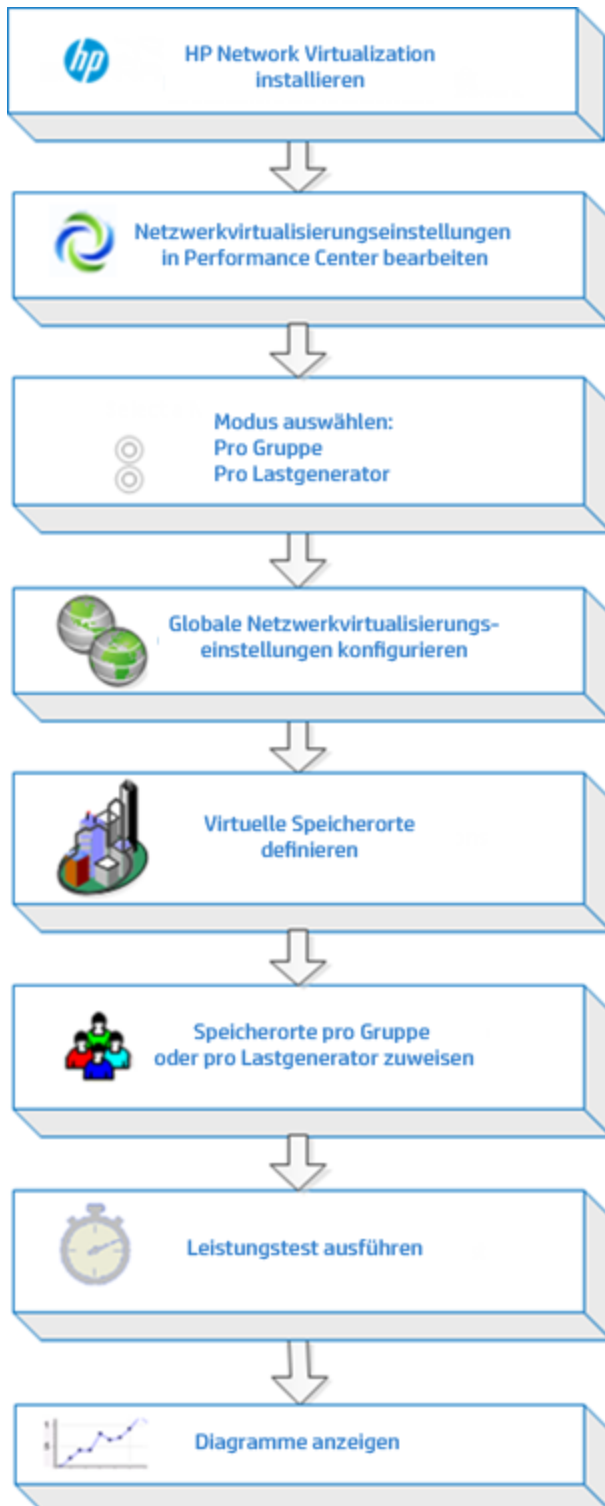 hp
HP Network Virtualization
installieren
Netzwerkvirtualisierungseinstellungen
in Performance Center bearbeiten
Modus auswählen:
Pro Gruppe
Pro Lastgenerator
Globale Netzwerkvirtualisierungs-
einstellungen konfigurieren
Virtuelle Speicherorte
definieren
Speicherorte pro Gruppe
oder pro Lastgenerator zuweisen
Leistungstest ausführen
Diagramme anzeigen